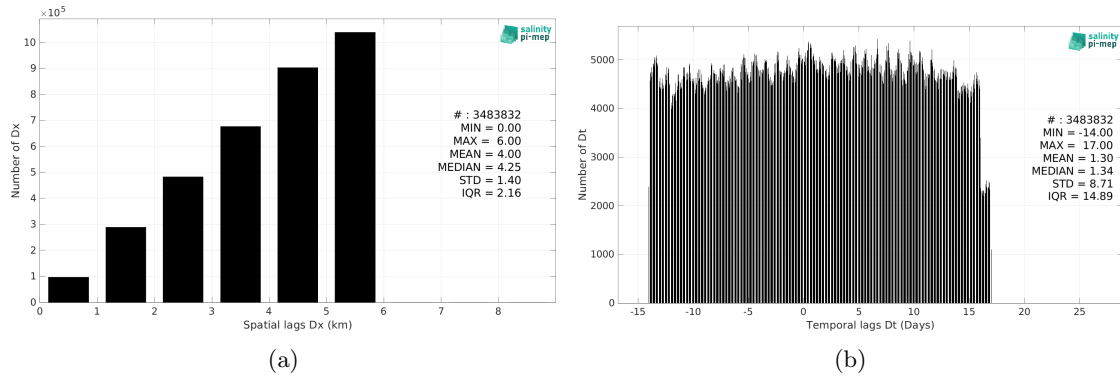 ×10⁵
10
9
8
7
6
5
4
3
2
1
0
0 1 2 3 4 5 6 7 8
Number of Dx
Spatial lags Dx (km)
salinity
pi-mep
# : 3483832
MIN = 0.00
MAX = 6.00
MEAN = 4.00
MEDIAN = 4.25
STD = 1.40
IQR = 2.16
(a)
5000
4000
3000
2000
1000
0
-15 -10 -5 0 5 10 15 20 25
Number of Dt
Temporal lags Dt (Days)
salinity
pi-mep
# : 3483832
MIN = -14.00
MAX = 17.00
MEAN = 1.30
MEDIAN = 1.34
STD = 8.71
IQR = 14.89
(b)